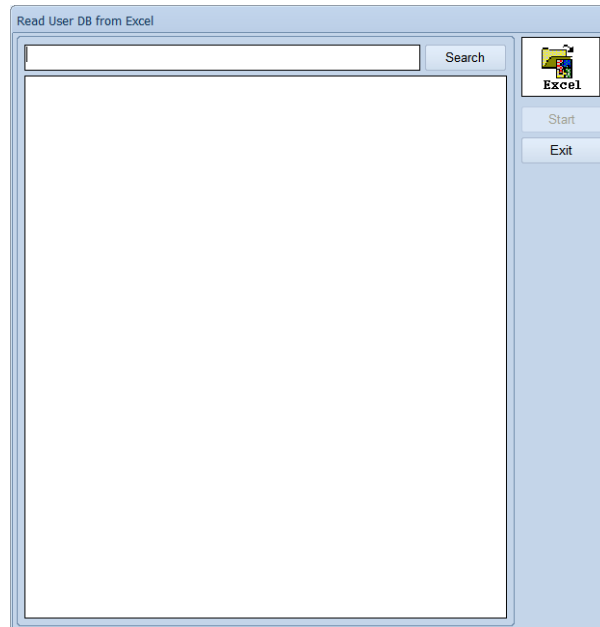 Read User DB from Excel
Search
Excel
Start
Exit